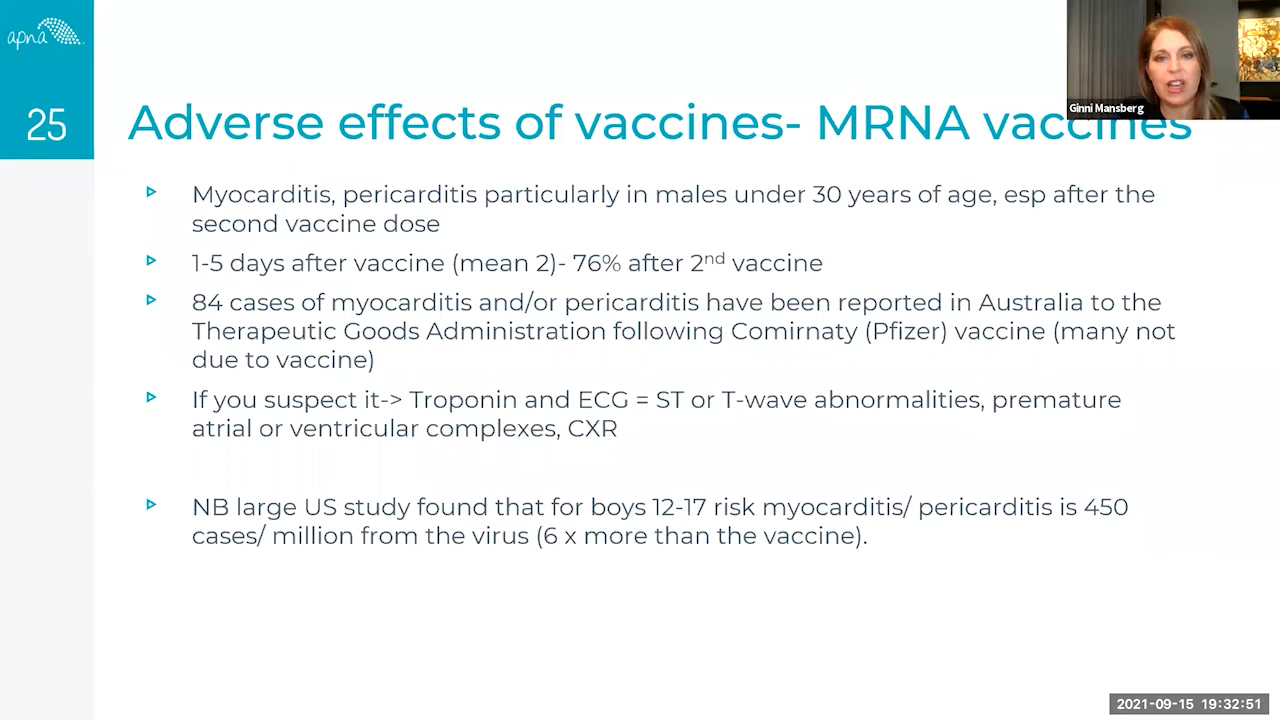 apna
25
Adverse effects of vaccines- MRNA vaccines
Ginni Mansberg
Myocarditis, pericarditis particularly in males under 30 years of age, esp after the
second vaccine dose
1-5 days after vaccine (mean 2)- 76% after 2nd vaccine
84 cases of myocarditis and/or pericarditis have been reported in Australia to the
Therapeutic Goods Administration following Comirnaty (Pfizer) vaccine (many not
due to vaccine)
If you suspect it-> Troponin and ECG = ST or T-wave abnormalities, premature
atrial or ventricular complexes, CXR
NB large US study found that for boys 12-17 risk myocarditis/ pericarditis is 450
cases/ million from the virus (6 x more than the vaccine).
2021-09-15 19:32:51